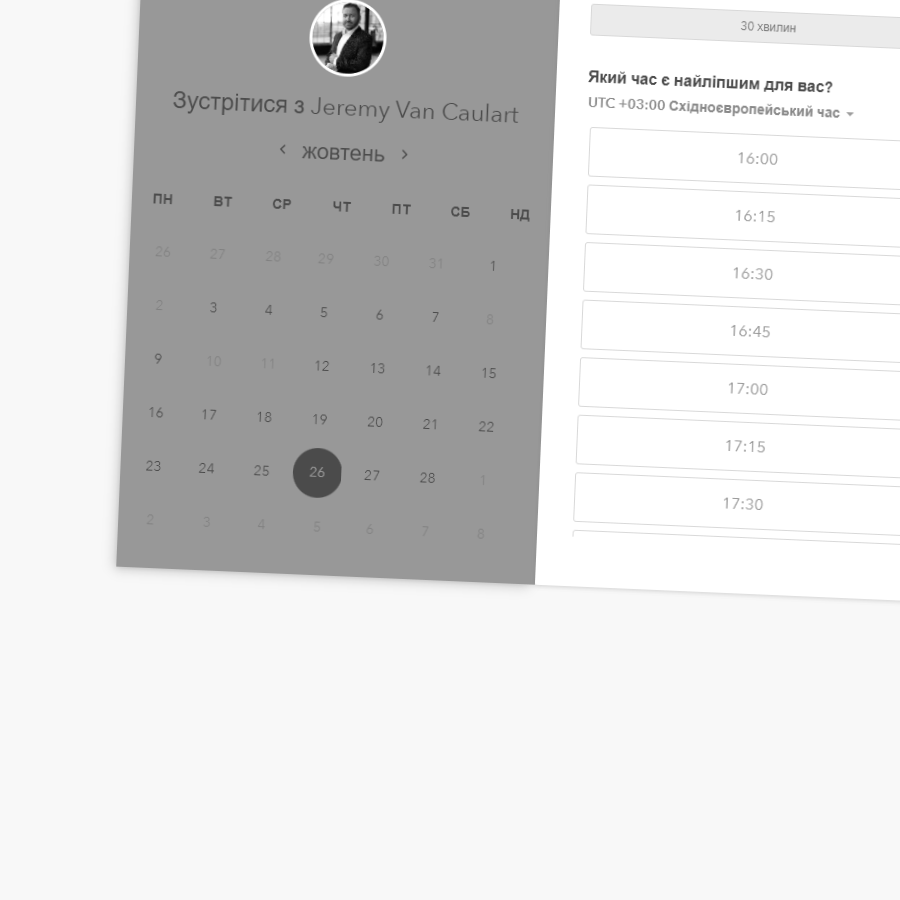 Зустрітися з Jeremy Van Caulart
жовтень
ПН ВТ СР ЧТ ПТ СБ НД
26 27 28 29 30 31 1
2 3 4 5 6 7 8
9 10 11 12 13 14 15
16 17 18 19 20 21 22
23 24 25 26 27 28 1
2 3 4 5 6 7 8
30 хвилин
Який час є найліпшим для вас?
UTC +03:00 Східноєвропейський час
16:00
16:15
16:30
16:45
17:00
17:15
17:30